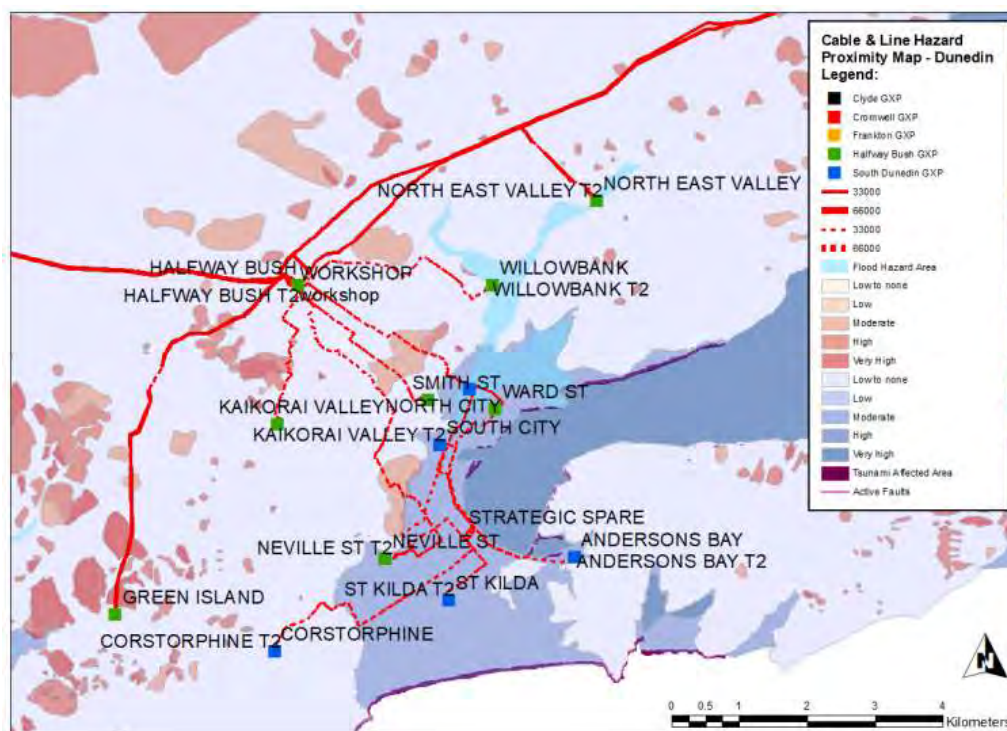 Cable & Line Hazard
Proximity Map - Dunedin
Legend:
Clyde GXP
Cromwell GXP
Frankton GXP
Halfway Bush GXP
South Dunedin GXP
33000
66000
33000
66000
Flood Hazard Area
Low to none
Low
Moderate
High
Very High
Low to none
Low
Moderate
High
Very high
Tsunami Affected Area
Active Faults
NORTH EAST VALLEY T2 NORTH EAST VALLEY
HALFWAY BUSH WORKSHOP
HALFWAY BUSH T2 workshop
WILLOWBANK
WILLOWBANK T2
SMITH ST
WARD ST
KAIKORAI VALLEY NORTH CITY
KAIKORAI VALLEY T2 SOUTH CITY
STRATEGIC SPARE
NEVILLE ST T2 NEVILLE ST
ANDERSONS BAY
ANDERSONS BAY T2
ST KILDA T2 ST KILDA
GREEN ISLAND
CORSTORPHINE T2 CORSTORPHINE
N
0 0.5 1 2 3 4
Kilometers